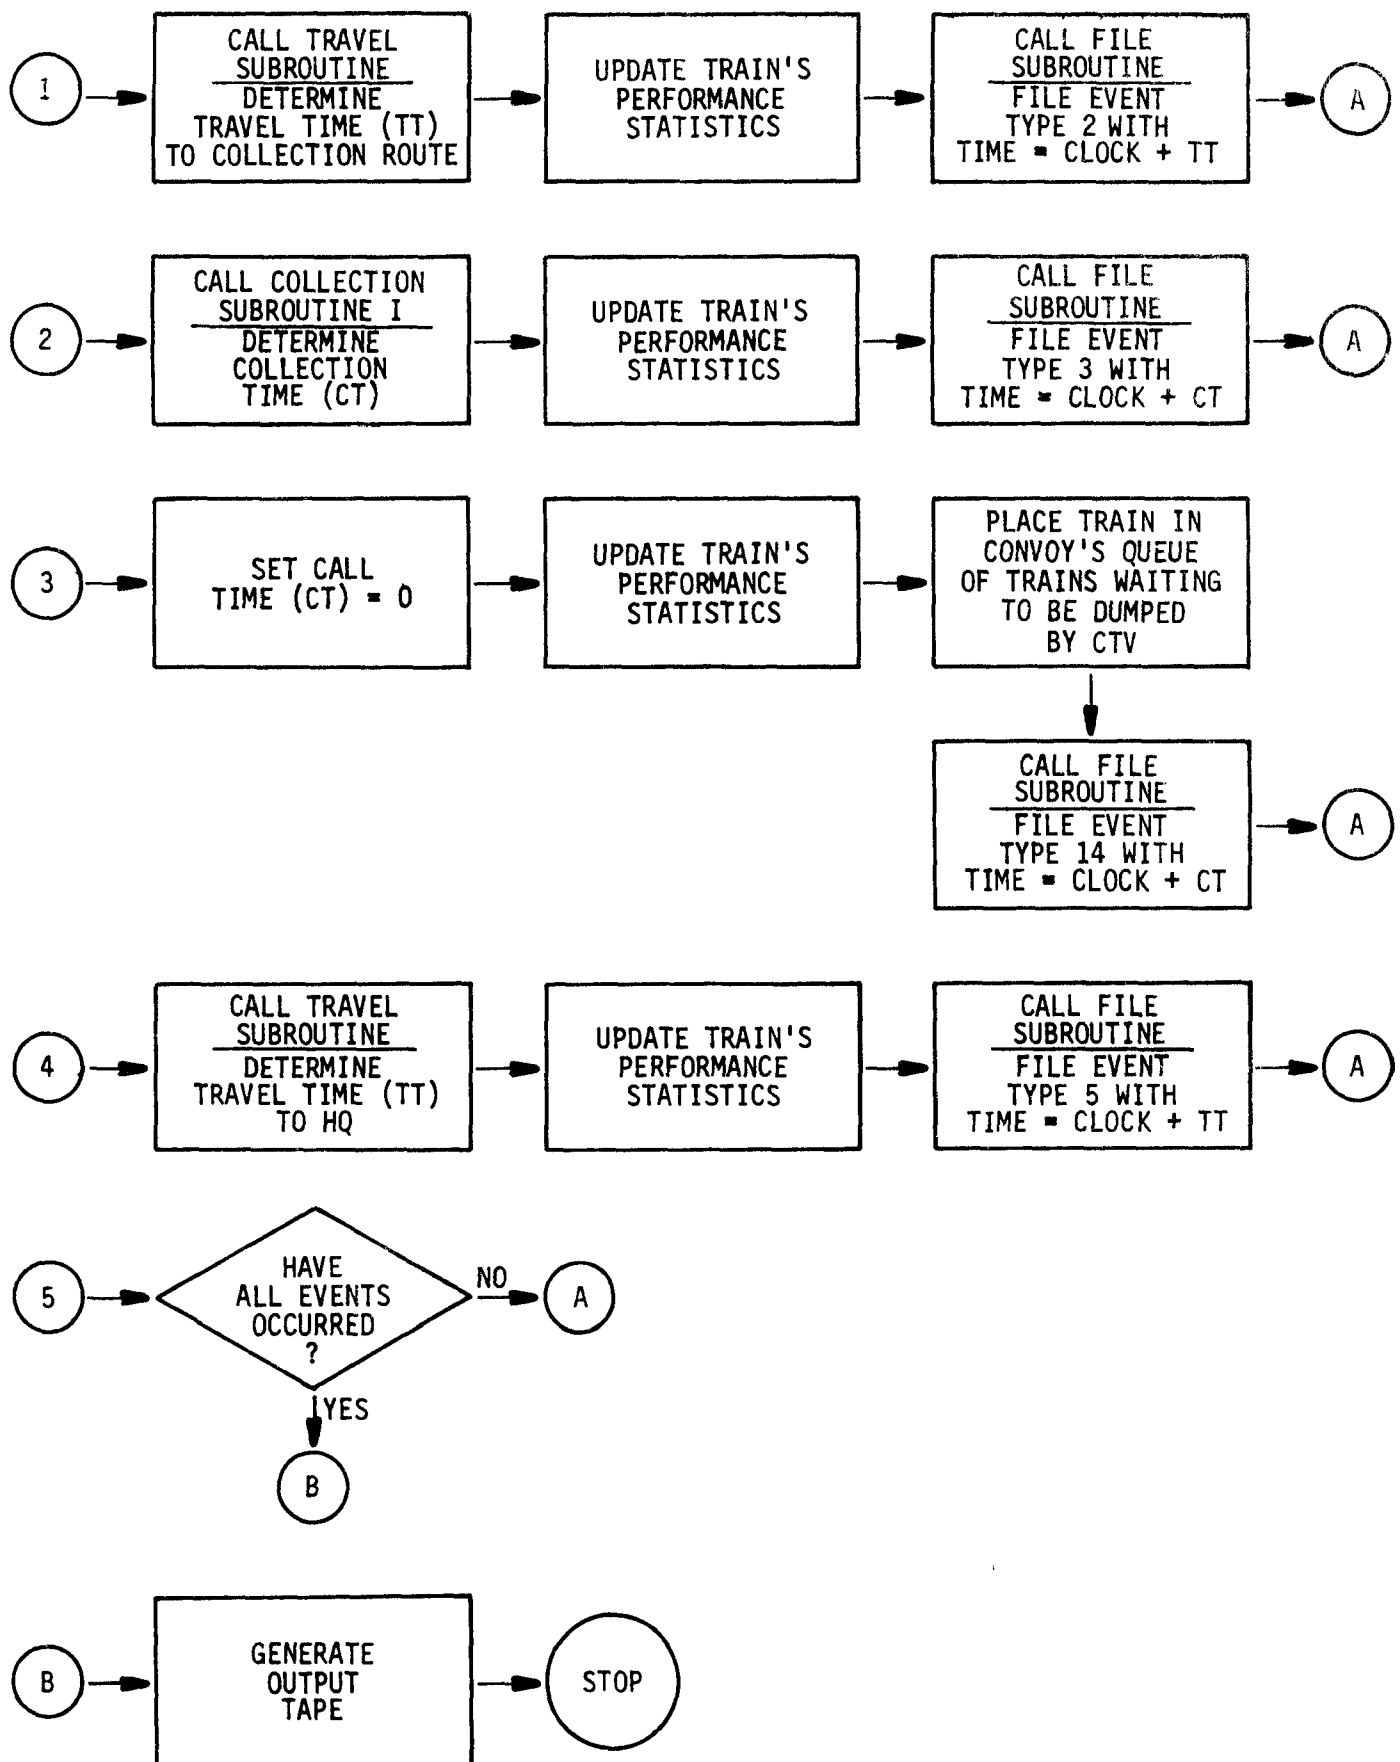 1
CALL TRAVEL
SUBROUTINE
DETERMINE
TRAVEL TIME (TT)
TO COLLECTION ROUTE
UPDATE TRAIN'S
PERFORMANCE
STATISTICS
CALL FILE
SUBROUTINE
FILE EVENT
TYPE 2 WITH
TIME = CLOCK + TT
A
2
CALL COLLECTION
SUBROUTINE I
DETERMINE
COLLECTION
TIME (CT)
UPDATE TRAIN'S
PERFORMANCE
STATISTICS
CALL FILE
SUBROUTINE
FILE EVENT
TYPE 3 WITH
TIME = CLOCK + CT
A
3
SET CALL
TIME (CT) = 0
UPDATE TRAIN'S
PERFORMANCE
STATISTICS
PLACE TRAIN IN
CONVOY'S QUEUE
OF TRAINS WAITING
TO BE DUMPED
BY CTV
CALL FILE
SUBROUTINE
FILE EVENT
TYPE 14 WITH
TIME = CLOCK + CT
A
4
CALL TRAVEL
SUBROUTINE
DETERMINE
TRAVEL TIME (TT)
TO HQ
UPDATE TRAIN'S
PERFORMANCE
STATISTICS
CALL FILE
SUBROUTINE
FILE EVENT
TYPE 5 WITH
TIME = CLOCK + TT
A
5
HAVE
ALL EVENTS
OCCURRED
?
NO
A
YES
B
B
GENERATE
OUTPUT
TAPE
STOP